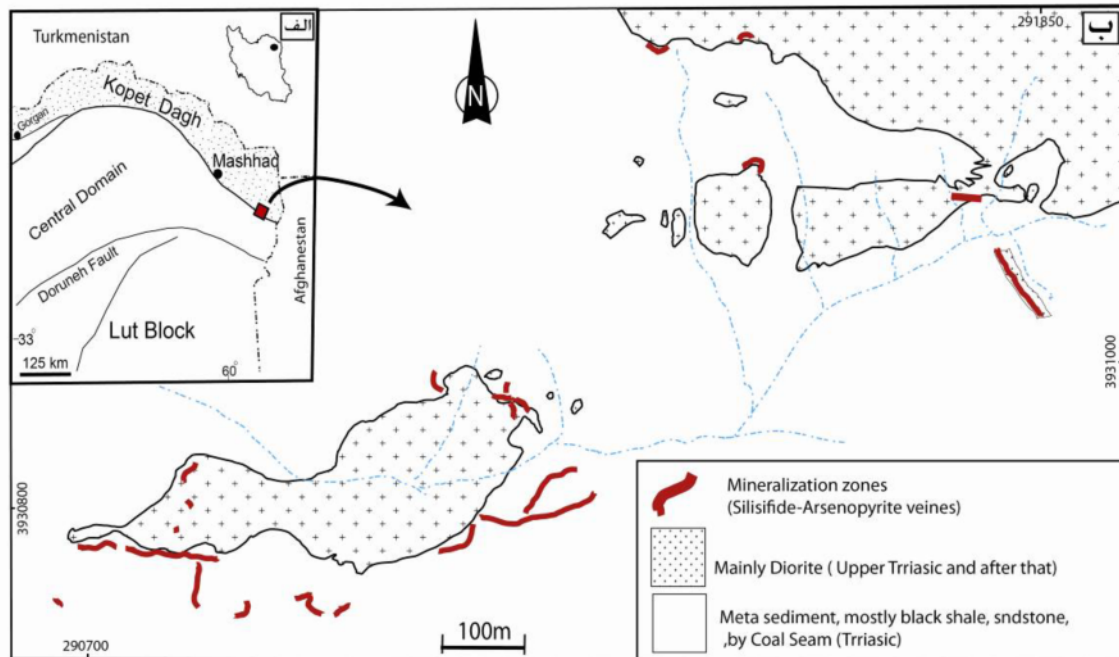 Turkmenistan
الف
Kopet Dagh
Gorgan
Mashhad
Central Domain
Doruneh Fault
Afghanestan
Lut Block
33°
60°
125 km
N
291850
ب
3931000
3930800
290700
100m
Mineralization zones
(Silisifide-Arsenopyrite veines)
Mainly Diorite ( Upper Trriasic and after that)
Meta sediment, mostly black shale, sndstone,
,by Coal Seam (Trriasic)